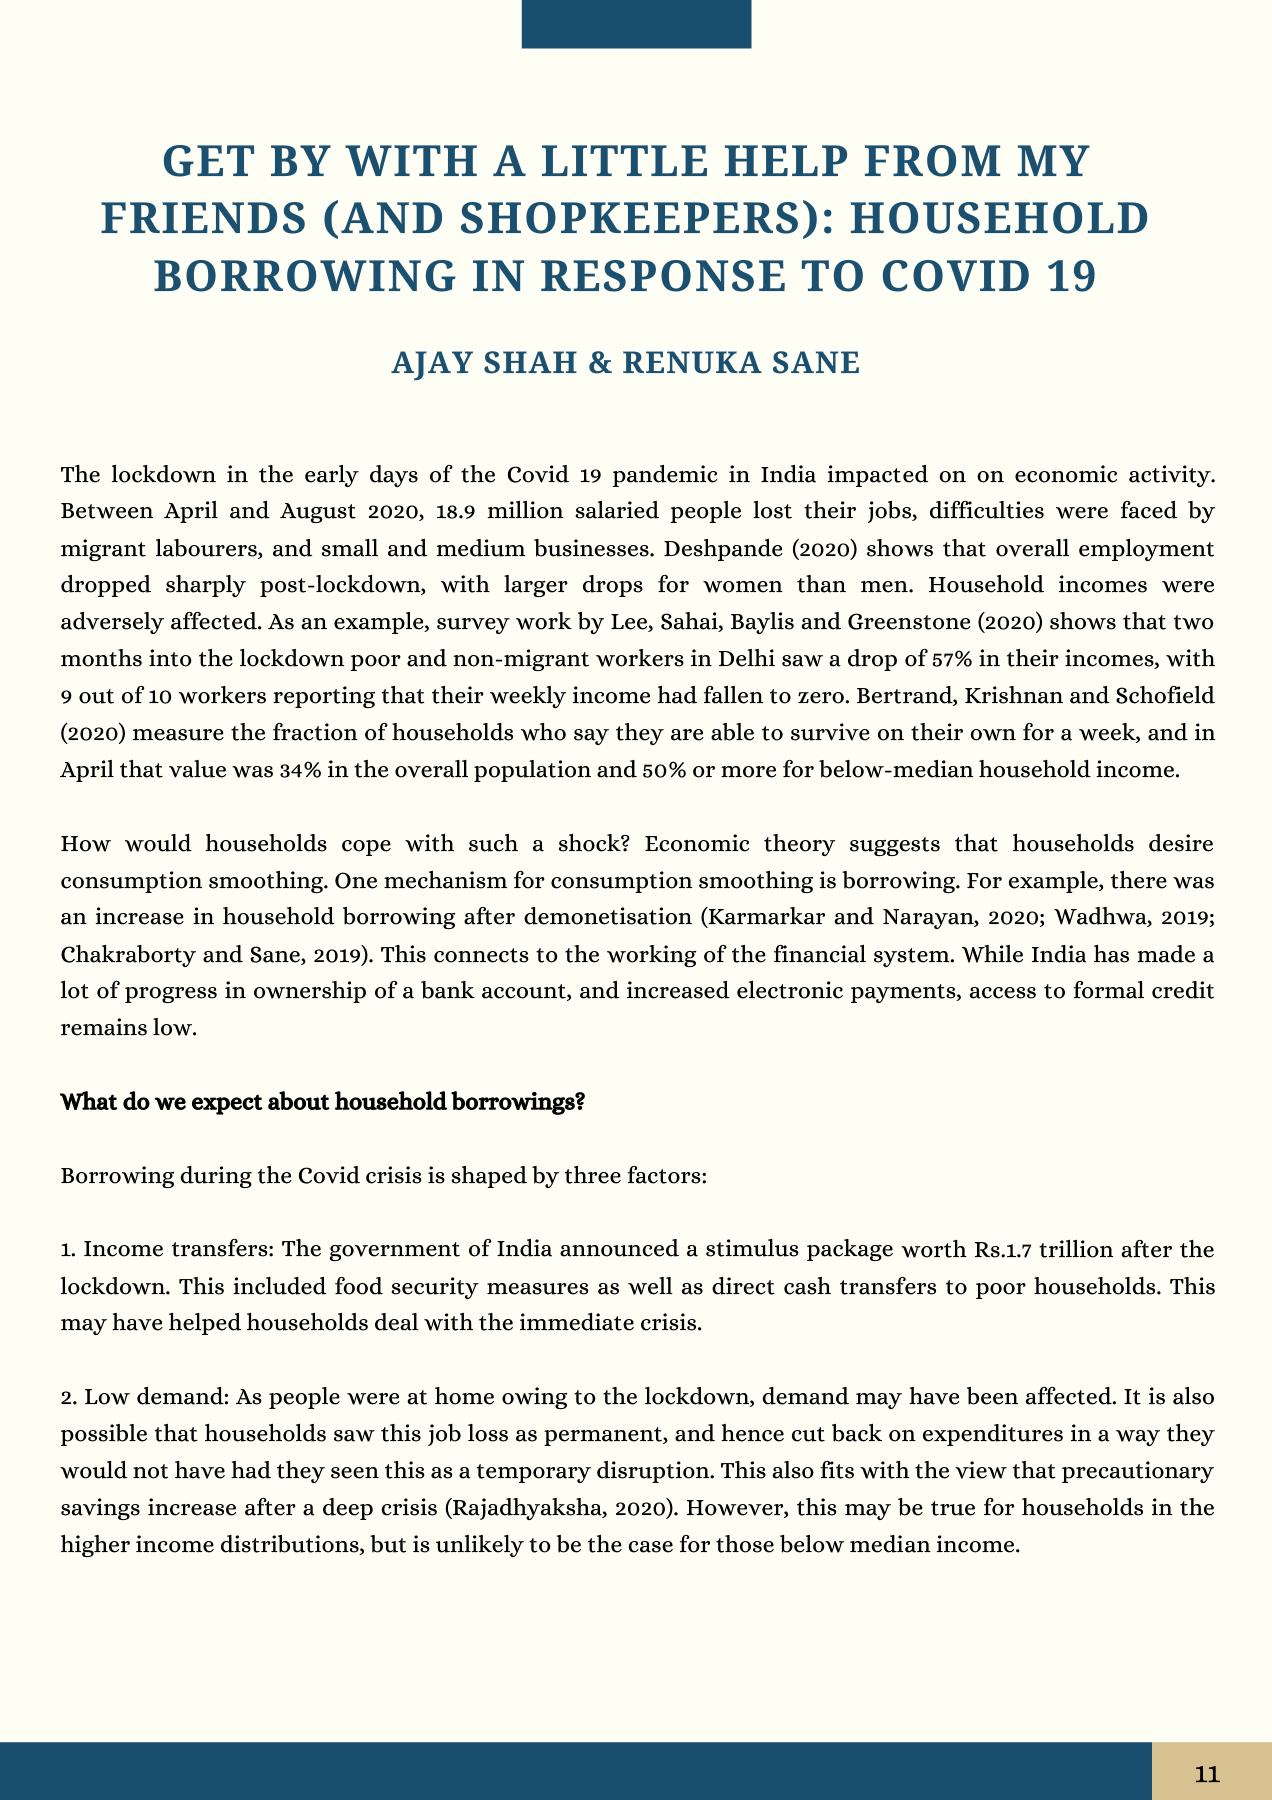 GET BY WITH A LITTLE HELP FROM MY
FRIENDS (AND SHOPKEEPERS): HOUSEHOLD
BORROWING IN RESPONSE TO COVID 19
AJAY SHAH & RENUKA SANE
The lockdown in the early days of the Covid 19 pandemic in India impacted on on economic activity.
Between April and August 2020, 18.9 million salaried people lost their jobs, difficulties were faced by
migrant labourers, and small and medium businesses. Deshpande (2020) shows that overall employment
dropped sharply post-lockdown, with larger drops for women than men. Household incomes were
adversely affected. As an example, survey work by Lee, Sahai, Baylis and Greenstone (2020) shows that two
months into the lockdown poor and non-migrant workers in Delhi saw a drop of 57% in their incomes, with
9 out of 10 workers reporting that their weekly income had fallen to zero. Bertrand, Krishnan and Schofield
(2020) measure the fraction of households who say they are able to survive on their own for a week, and in
April that value was 34% in the overall population and 50% or more for below-median household income.
How would households cope with such a shock? Economic theory suggests that households desire
consumption smoothing. One mechanism for consumption smoothing is borrowing. For example, there was
an increase in household borrowing after demonetisation (Karmarkar and Narayan, 2020; Wadhwa, 2019;
Chakraborty and Sane, 2019). This connects to the working of the financial system. While India has made a
lot of progress in ownership of a bank account, and increased electronic payments, access to formal credit
remains low.
What do we expect about household borrowings?
Borrowing during the Covid crisis is shaped by three factors:
1. Income transfers: The government of India announced a stimulus package worth Rs.1.7 trillion after the
lockdown. This included food security measures as well as direct cash transfers to poor households. This
may have helped households deal with the immediate crisis.
2. Low demand: As people were at home owing to the lockdown, demand may have been affected. It is also
possible that households saw this job loss as permanent, and hence cut back on expenditures in a way they
would not have had they seen this as a temporary disruption. This also fits with the view that precautionary
savings increase after a deep crisis (Rajadhyaksha, 2020). However, this may be true for households in the
higher income distributions, but is unlikely to be the case for those below median income.
11